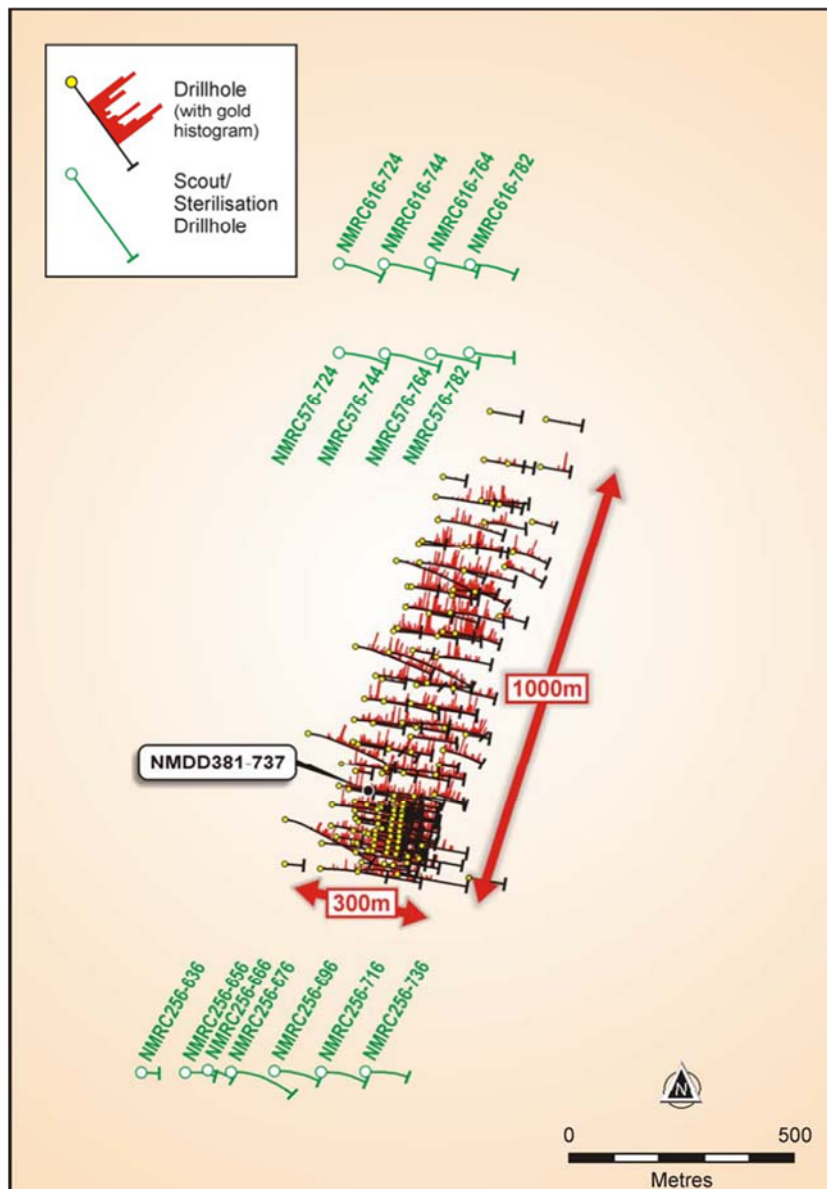 Drillhole
(with gold
histogram)
Scout/
Sterilisation
Drillhole
NMRC616-724
NMRC616-744
NMRC616-764
NMRC616-782
NMRC576-724
NMRC576-744
NMRC576-764
NMRC576-782
1000m
NMDD381-737
300m
NMRC256-636
NMRC256-656
NMRC256-666
NMRC256-676
NMRC256-696
NMRC256-716
NMRC256-736
N
0 500
Metres